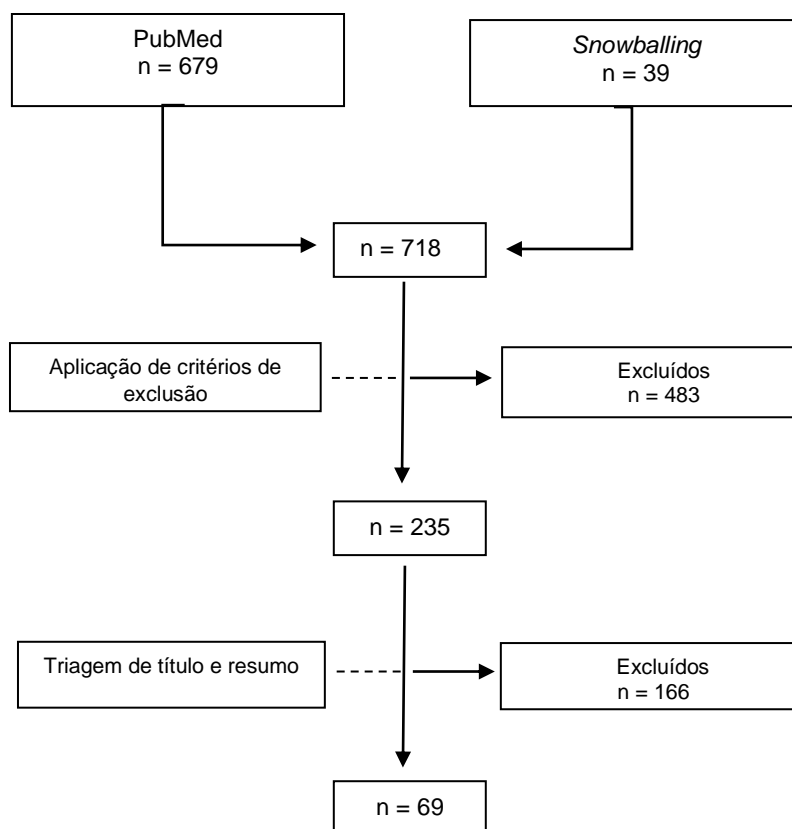 PubMed
n = 679
Snowballing
n = 39
n = 718
Aplicação de critérios de
exclusão
Excluídos
n = 483
n = 235
Triagem de título e resumo
Excluídos
n = 166
n = 69